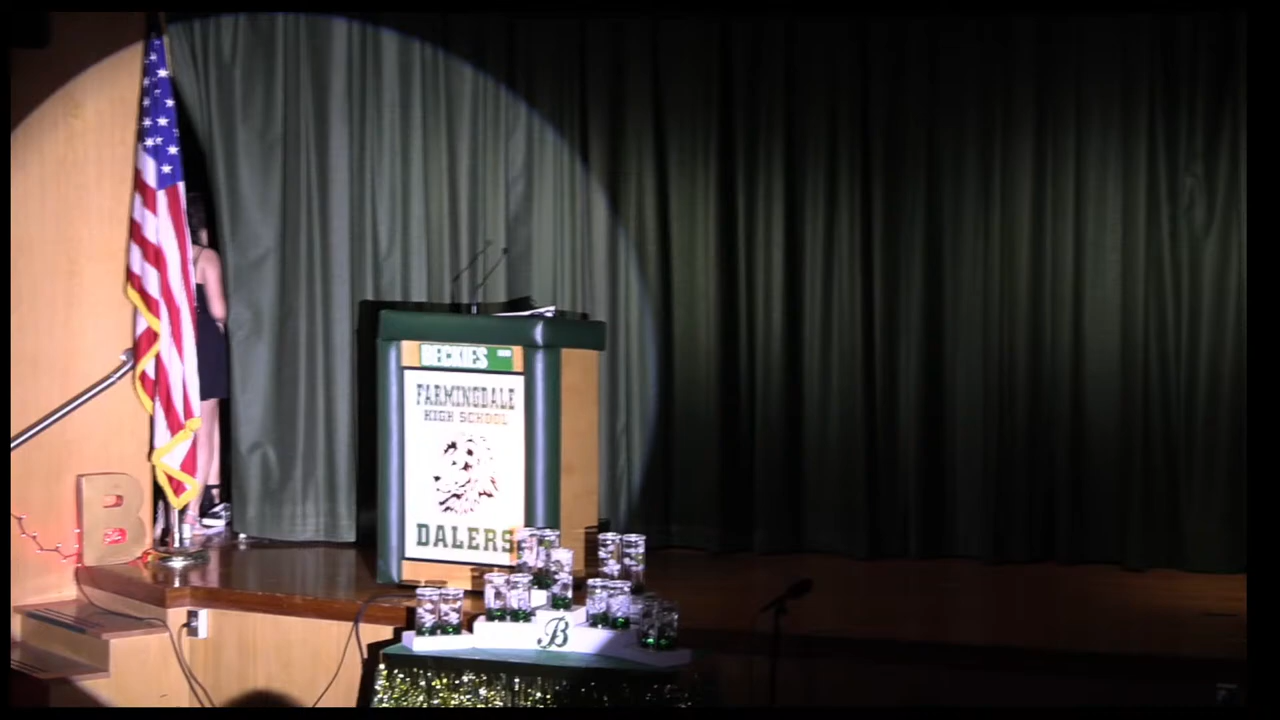 BECKIES
FARMINGDALE
HIGH SCHOOL
DALERS
B
B